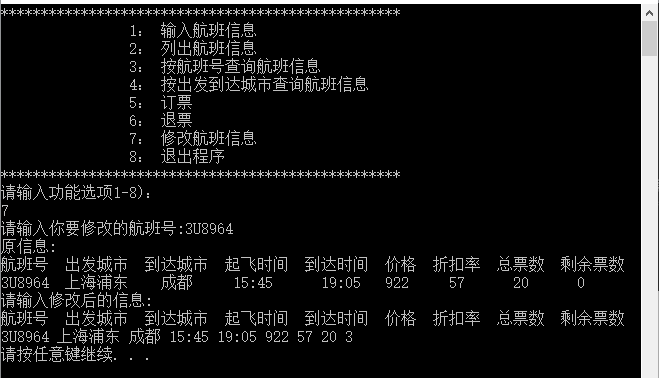 **************************************************
1: 输入航班信息
2: 列出航班信息
3: 按航班号查询航班信息
4: 按出发到达城市查询航班信息
5: 订票
6: 退票
7: 修改航班信息
8: 退出程序
**************************************************
请输入功能选项1-8):
7
请输入你要修改的航班号:3U8964
原信息:
航班号 出发城市 到达城市 起飞时间 到达时间 价格 折扣率 总票数 剩余票数
3U8964 上海浦东 成都 15:45 19:05 922 57 20 0
请输入修改后的信息:
航班号 出发城市 到达城市 起飞时间 到达时间 价格 折扣率 总票数 剩余票数
3U8964 上海浦东 成都 15:45 19:05 922 57 20 3
请按任意键继续. . .